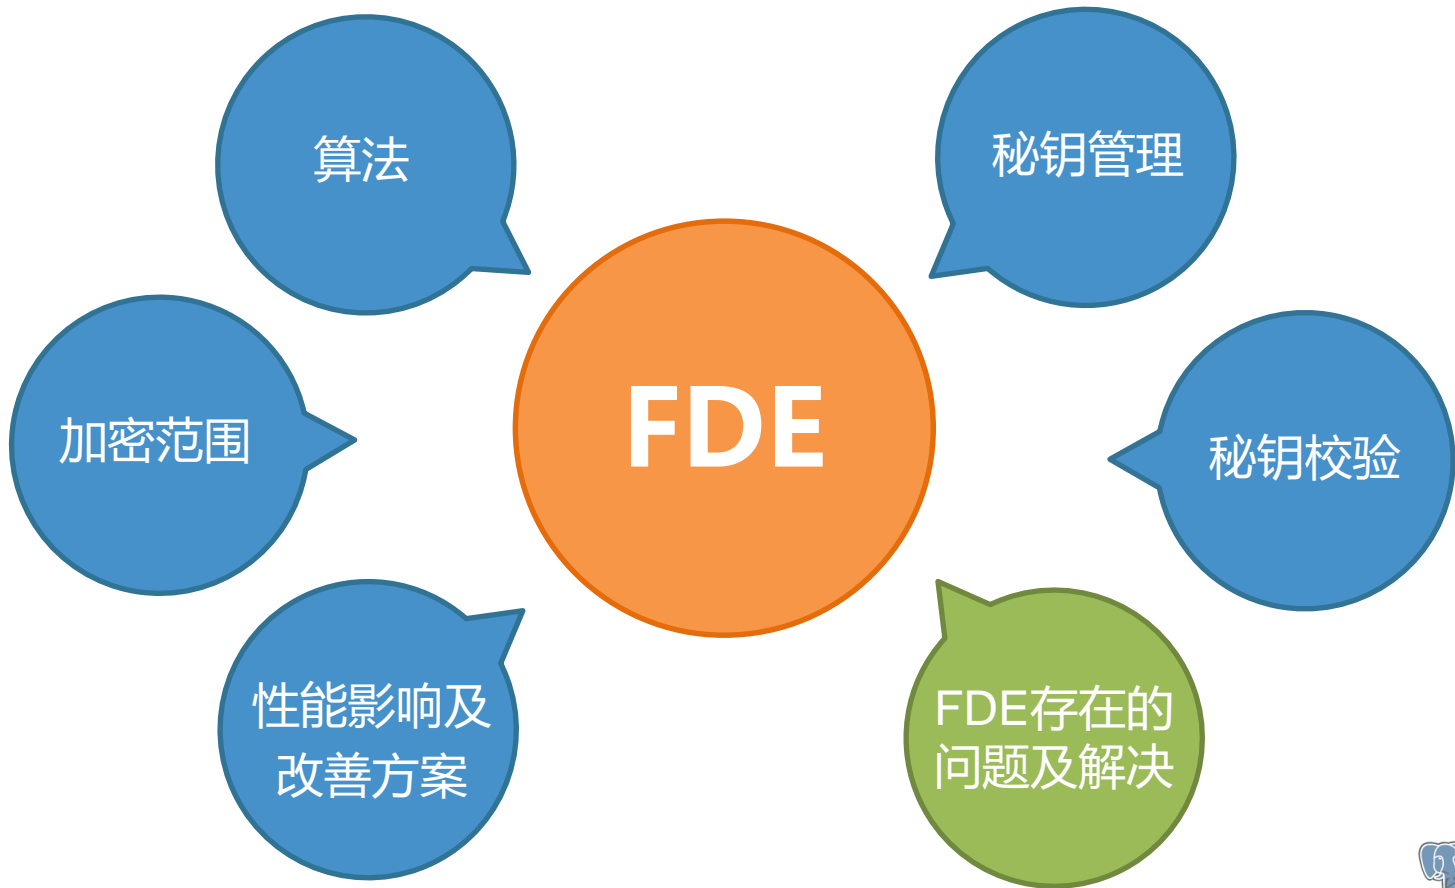 算法
秘钥管理
FDE
加密范围
秘钥校验
性能影响及
改善方案
FDE存在的
问题及解决